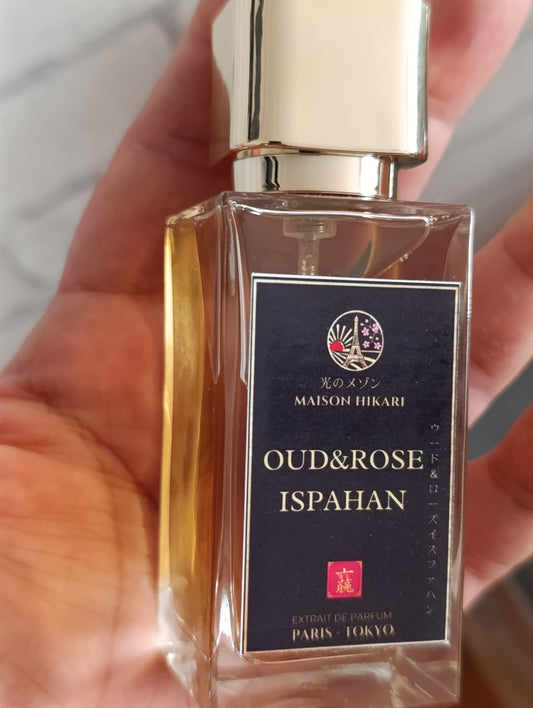 光のメゾン
MAISON HIKARI
OUD&ROSE
ISPAHAN
ウード&ローズイスファハン
EXTRAIT DE PARFUM
PARIS - TOKYO